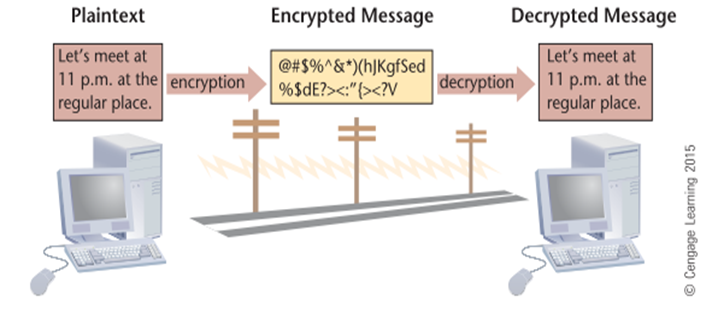 Plaintext
Encrypted Message
Decrypted Message
Let's meet at
11 p.m. at the
regular place.
encryption
@#$%^&*)(hJKgfSed
%$dE?><:"{><?V
decryption
Let's meet at
11 p.m. at the
regular place.
© Cengage Learning 2015